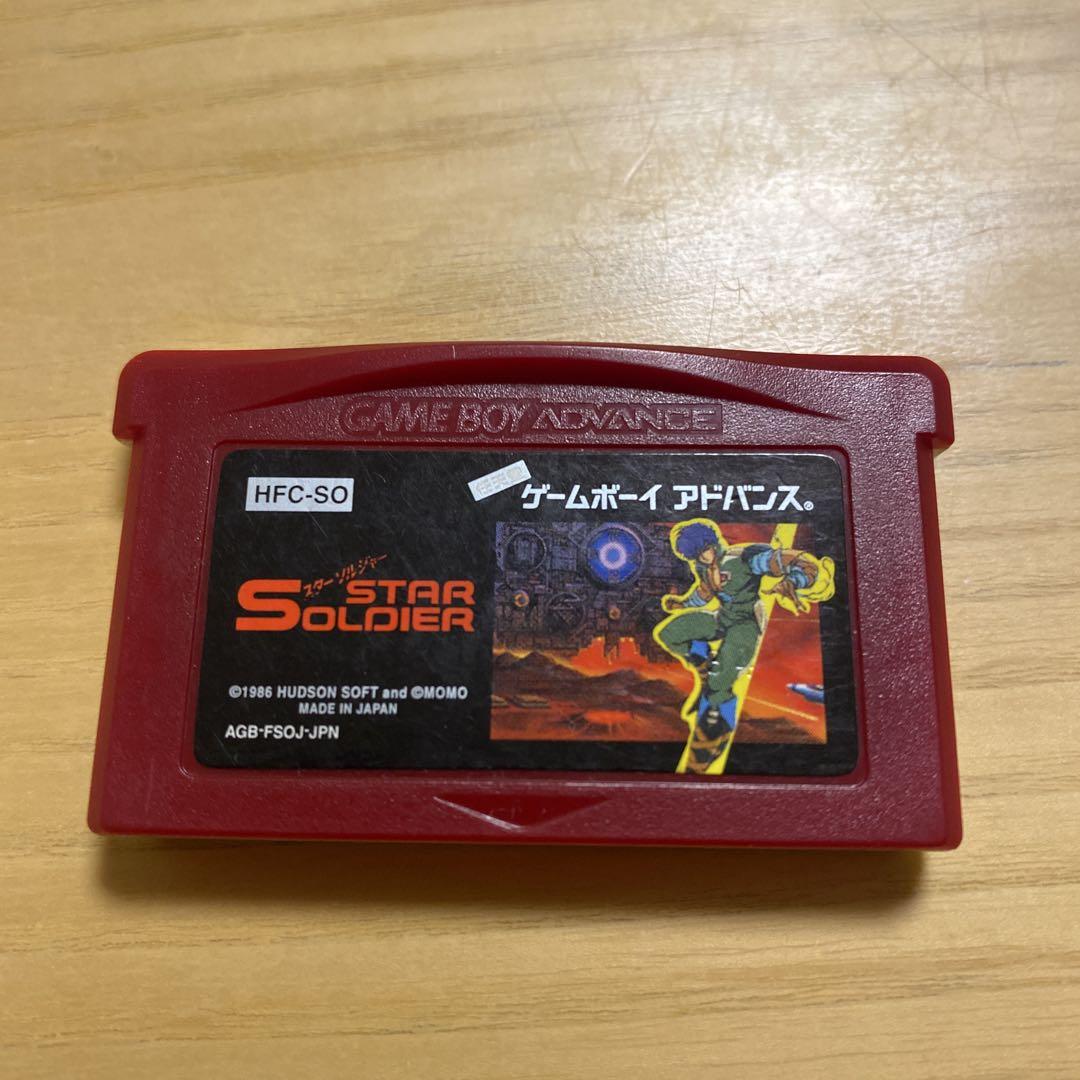 GAME BOY ADVANCE
HFC-SO
ゲームボーイ アドバンス®
スターソルジャー
STAR
SOLDIER
©1986 HUDSON SOFT and ©MOMO
MADE IN JAPAN
AGB-FSOJ-JPN